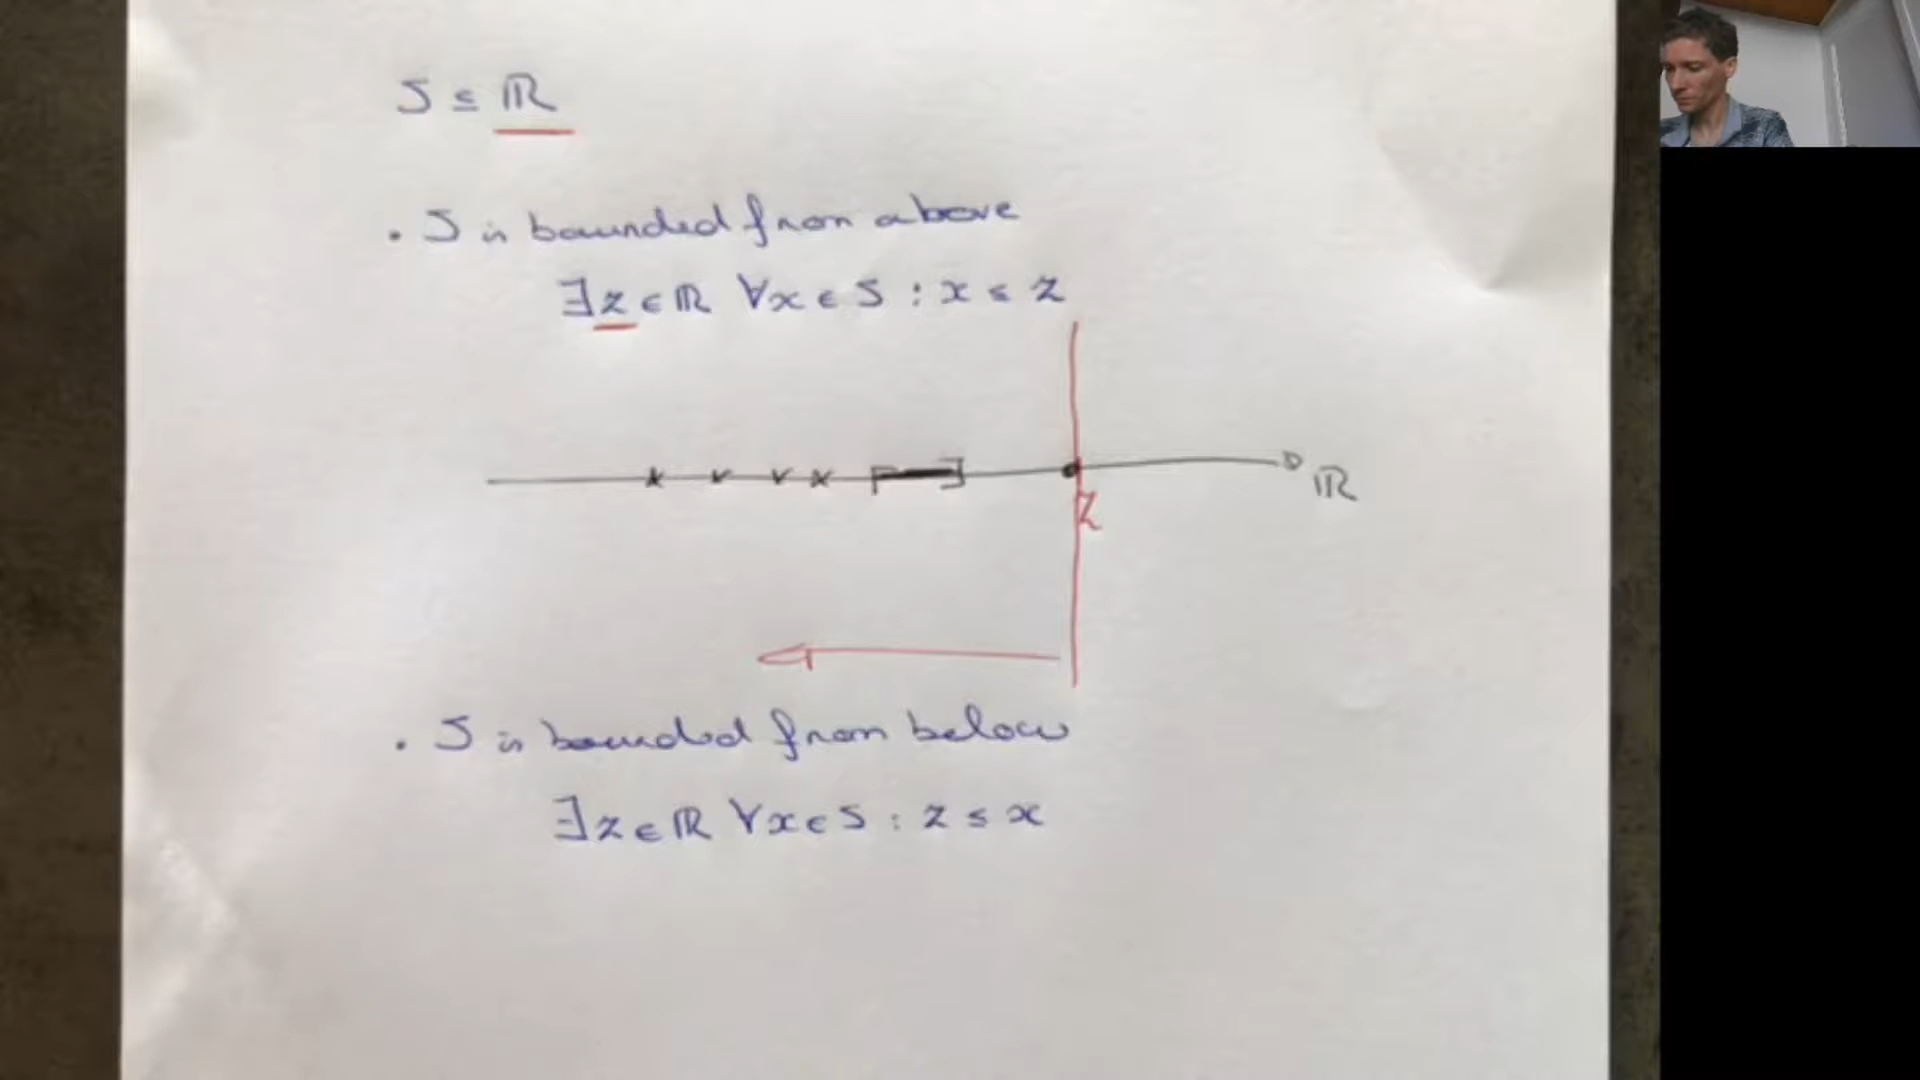 S ⊆ ℝ
• S is bounded from above
∃z ∈ ℝ ∀x ∈ S : x ≤ z
ℝ
z
• S is bounded from below
∃z ∈ ℝ ∀x ∈ S : z ≤ x